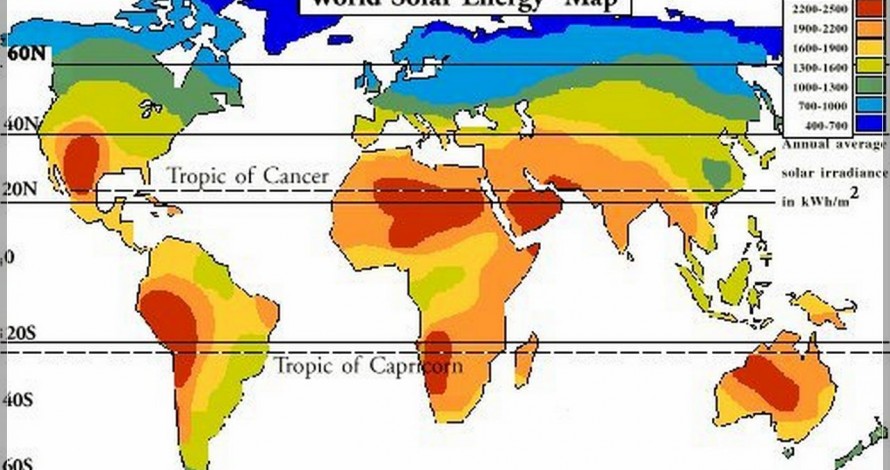 World Solar Energy Map
2200-2500
1900-2200
1600-1900
1300-1600
1000-1300
700-1000
400-700
Annual average
solar irradiance
in kWh/m2
60N
40N
Tropic of Cancer
20N
0
20S
Tropic of Capricorn
40S
60S